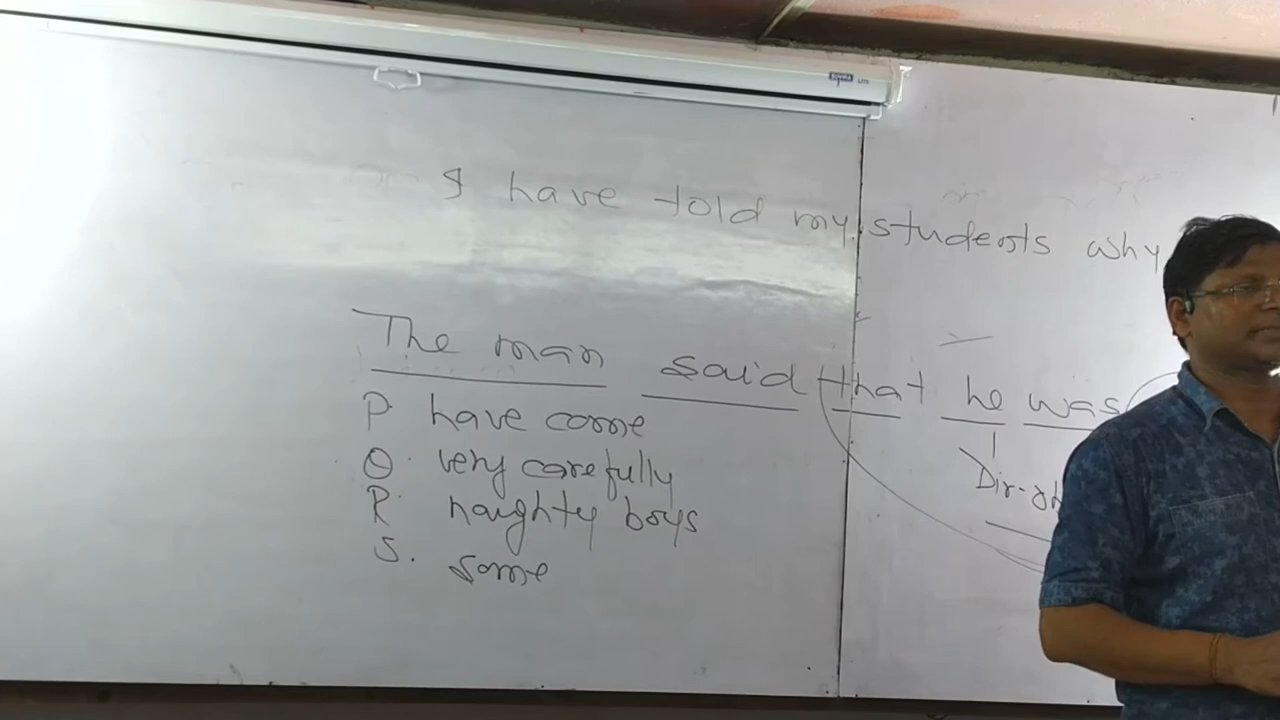 I have told my students why
The man said that he was
P. have come
Q. very carefully
R. naughty boys
S. some